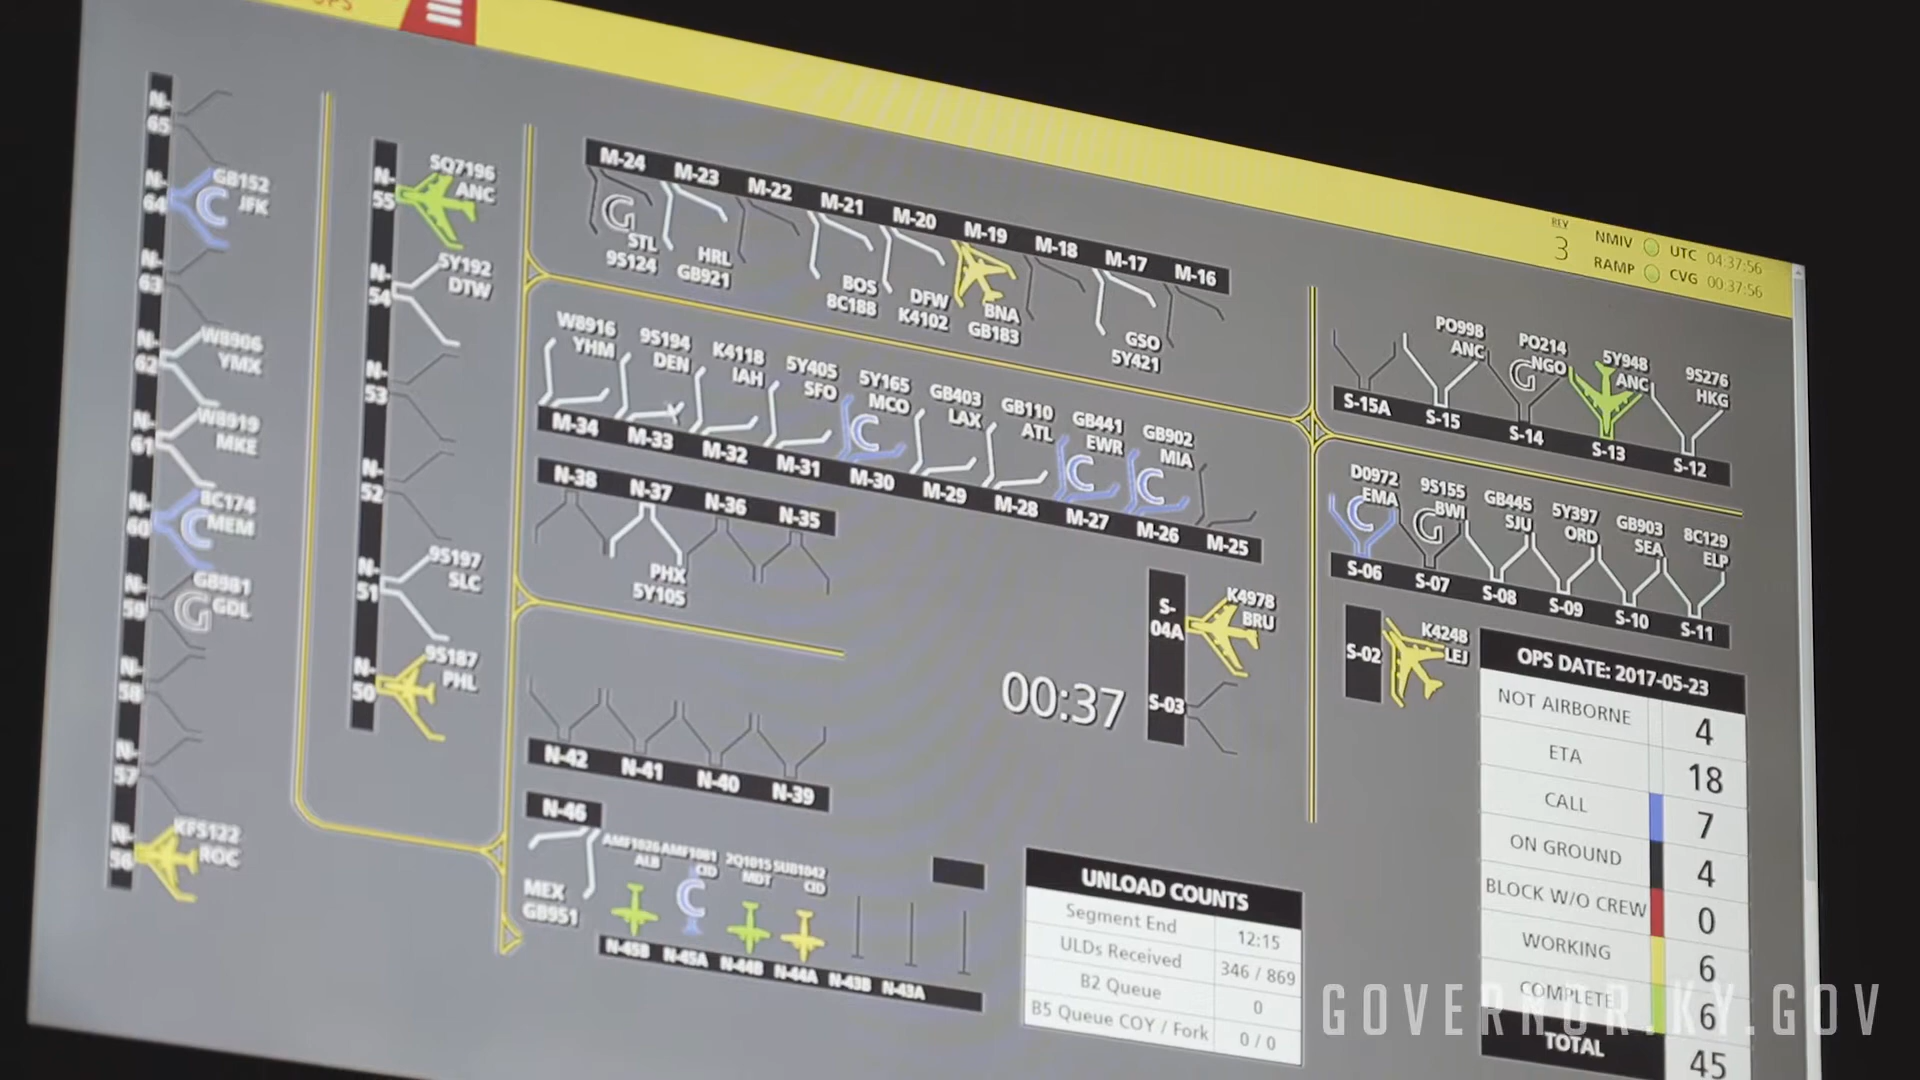 OPS
REV
3
NMIV
UTC 04:37:56
RAMP
CVG 00:37:56
N-65
N-64
GB152
JFK
C
N-63
N-62
W8906
YMX
N-61
W8919
MKE
N-60
8C174
MEM
C
N-59
GB981
GDL
G
N-58
N-57
N-56
KFS122
ROC
N-55
SQ7196
ANC
N-54
5Y192
DTW
N-53
N-52
N-51
9S197
SLC
N-50
9S187
PHL
M-24 M-23 M-22 M-21 M-20 M-19 M-18 M-17 M-16
G
STL
9S124
HRL
GB921
BOS
8C188
DFW
K4102
BNA
GB183
GSO
5Y421
W8916
YHM
9S194
DEN
K4118
IAH
5Y405
SFO
5Y165
MCO
C
GB403
LAX
GB110
ATL
GB441
EWR
C
GB902
MIA
C
M-34 M-33 M-32 M-31 M-30 M-29 M-28 M-27 M-26 M-25
N-38 N-37 N-36 N-35
PHX
5Y105
N-42 N-41 N-40 N-39
N-46
MEX
GB951
AMF1026
ALB
AMF1081
CID
C
2Q1015
MDT
SUB1042
CID
N-45B N-45A N-44B N-44A N-43B N-43A
00:37
S-04A
K4978
BRU
S-03
S-02
K4248
LEJ
PO998
ANC
PO214
NGO
G
5Y948
ANC
9S276
HKG
S-15A S-15 S-14 S-13 S-12
D0972
EMA
C
9S155
BWI
G
GB445
SJU
5Y397
ORD
GB903
SEA
8C129
ELP
S-06 S-07 S-08 S-09 S-10 S-11
UNLOAD COUNTS
Segment End 12:15
ULDs Received 346 / 869
B2 Queue 0
B5 Queue COY / Fork 0 / 0
OPS DATE: 2017-05-23
NOT AIRBORNE 4
ETA 18
CALL 7
ON GROUND 4
BLOCK W/O CREW 0
WORKING 6
COMPLETE 6
TOTAL 45
GOVERNOR.KY.GOV